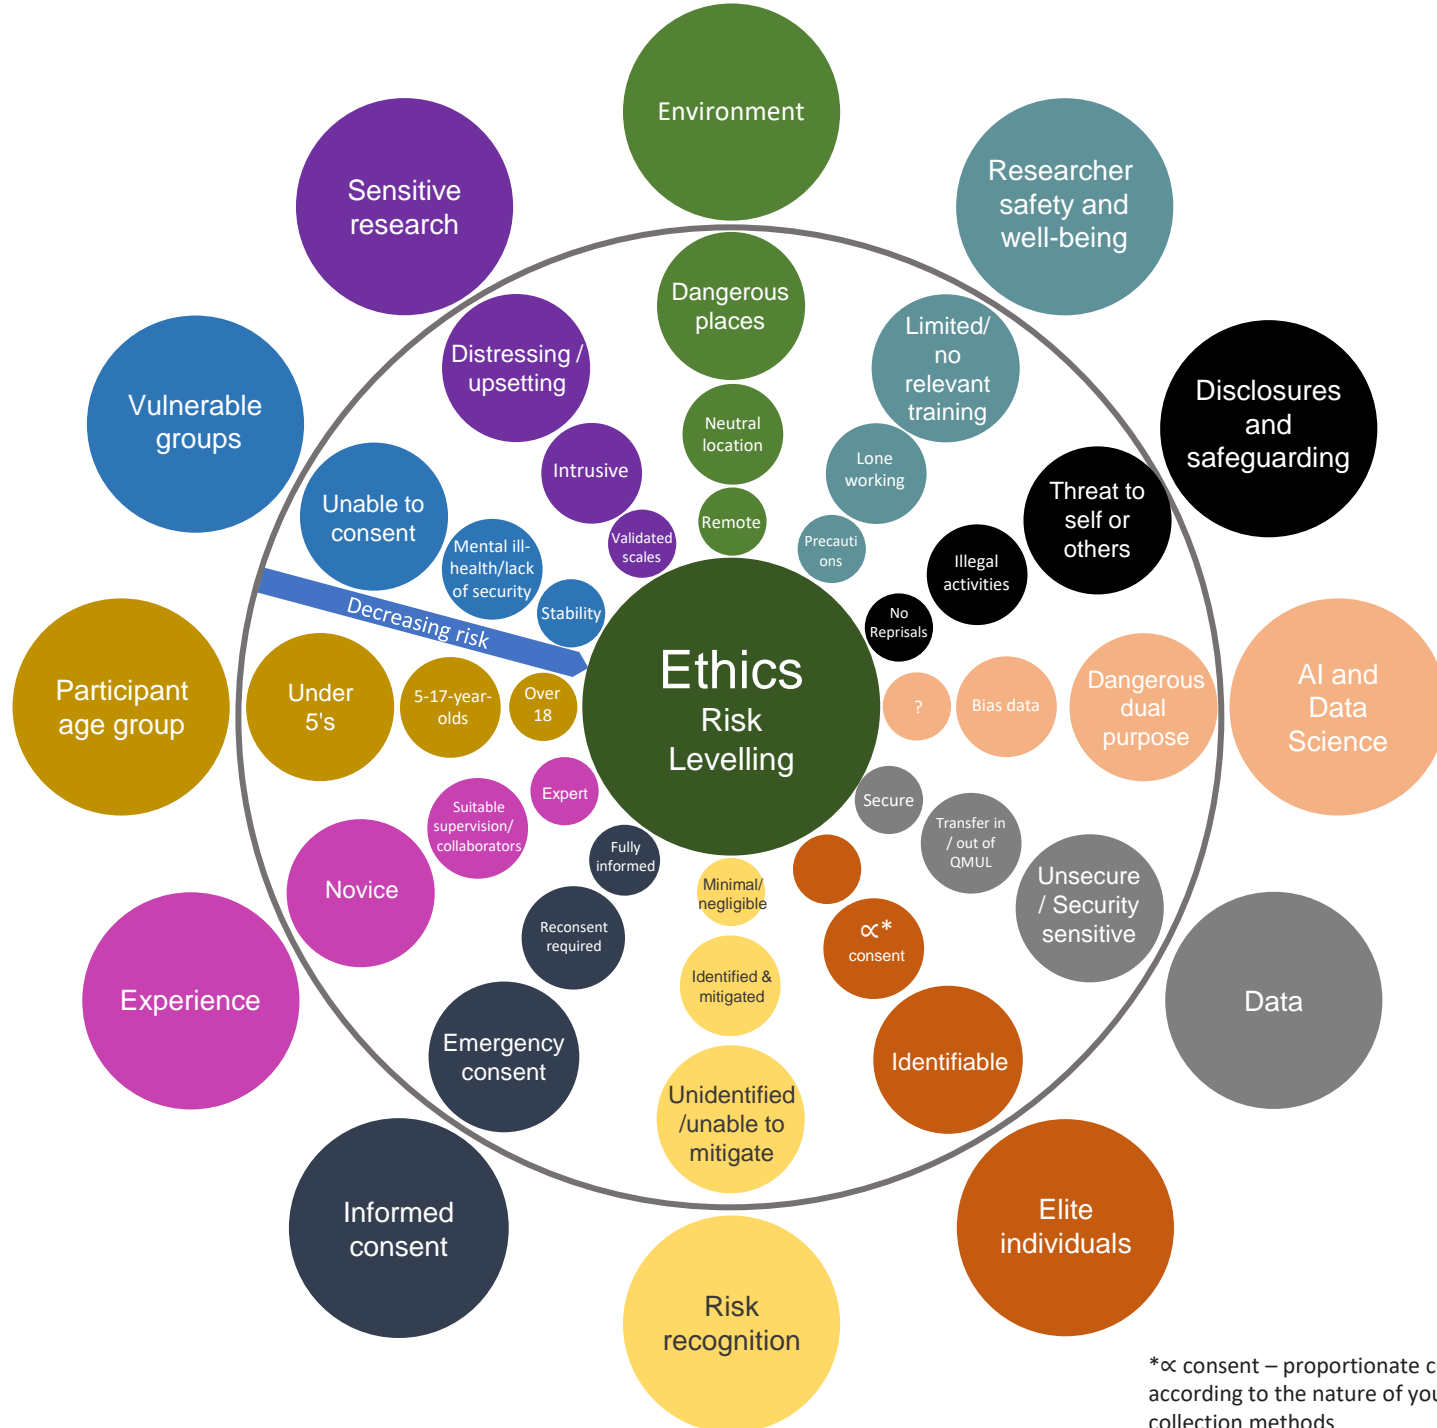 Environment
Sensitive
research
Researcher
safety and
well-being
Dangerous
places
Distressing /
upsetting
Limited/
no
relevant
training
Disclosures
and
safeguarding
Vulnerable
groups
Neutral
location
Intrusive
Lone
working
Unable to
consent
Threat to
self or
others
Remote
Validated
scales
Precauti
ons
Mental ill-
health/lack
of security
Illegal
activities
Stability
No
Reprisals
Decreasing risk
Ethics
Risk
Levelling
Participant
age group
Under
5's
5-17-year-
olds
Over
18
?
Bias data
Dangerous
dual
purpose
AI and
Data
Science
Expert
Suitable
supervision/
collaborators
Novice
Experience
Secure
Transfer in
/ out of
QMUL
Unsecure
/ Security
sensitive
Data
Fully
informed
Reconsent
required
Emergency
consent
Informed
consent
Minimal/
negligible
Identified &
mitigated
Unidentified
/unable to
mitigate
Risk
recognition
∝*
consent
Identifiable
Elite
individuals
*∝ consent – proportionate c
according to the nature of you
collection methods